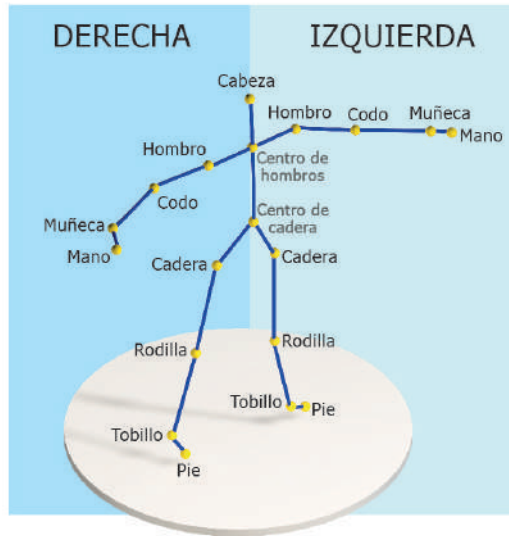 DERECHA
IZQUIERDA
Cabeza
Hombro
Codo
Muñeca
Mano
Hombro
Centro de
hombros
Codo
Muñeca
Mano
Centro de
cadera
Cadera
Cadera
Rodilla
Rodilla
Tobillo
Pie
Tobillo
Pie